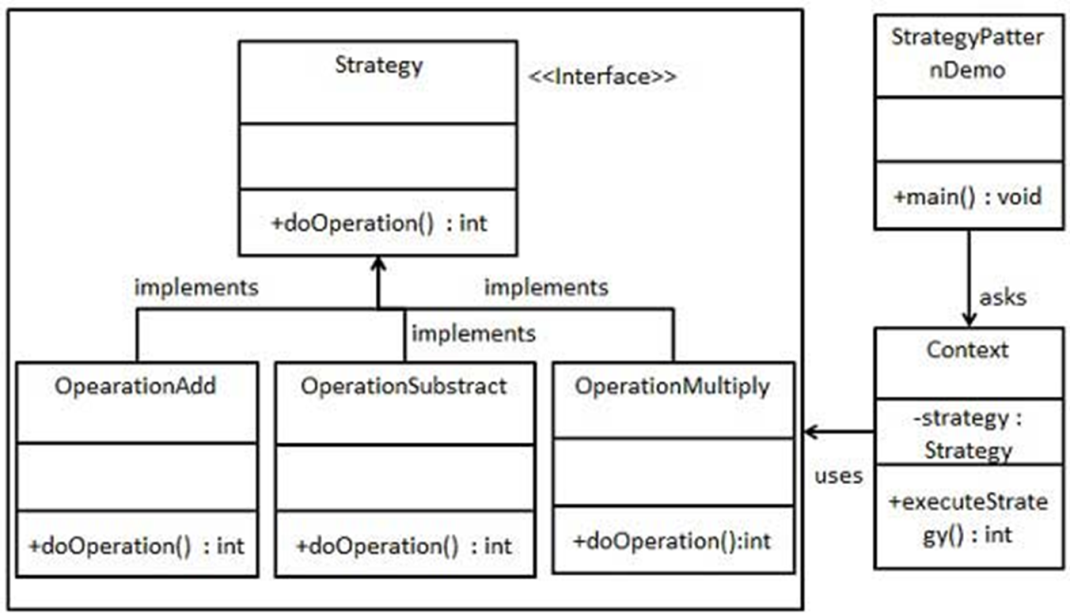 Strategy
<<Interface>>
+doOperation() : int
implements
implements
implements
OpearationAdd
+doOperation() : int
OperationSubstract
+doOperation() : int
OperationMultiply
+doOperation():int
StrategyPatter
nDemo
+main() : void
asks
Context
-strategy :
Strategy
+executeStrate
gy() : int
uses